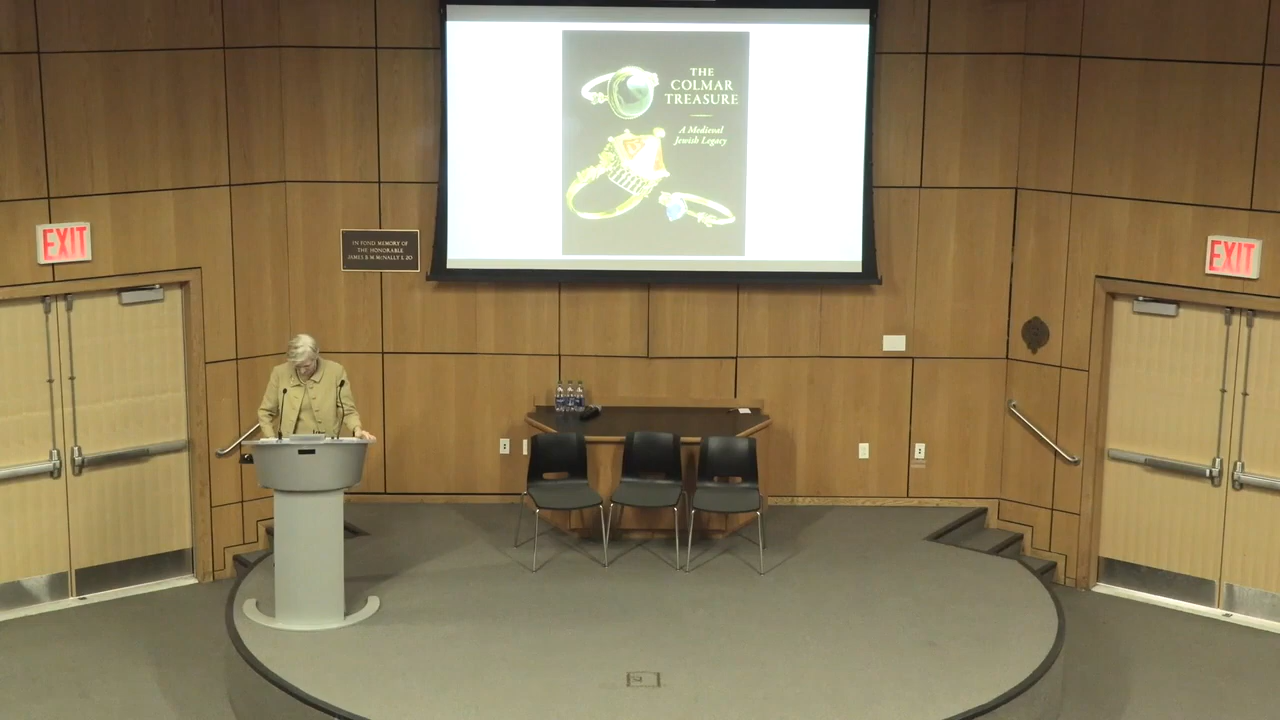 THE
COLMAR
TREASURE
A Medieval
Jewish Legacy
EXIT
IN FOND MEMORY OF
THE HONORABLE
EXIT